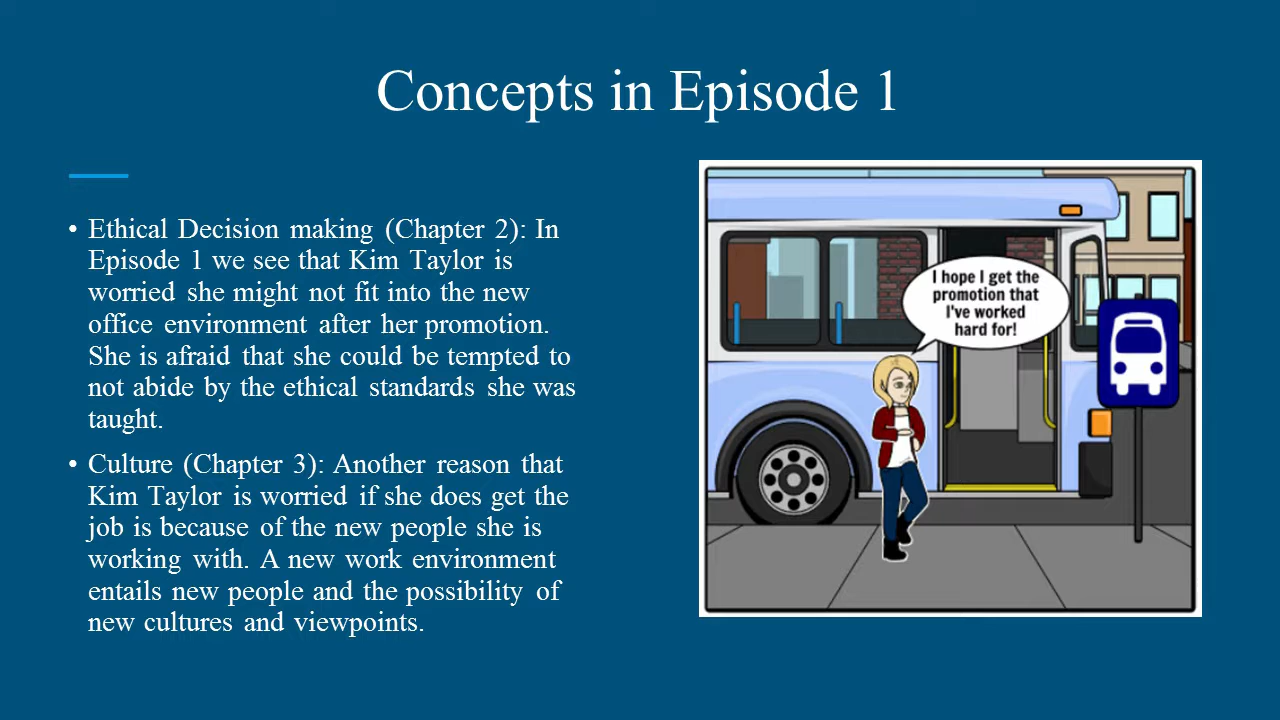 Concepts in Episode 1
• Ethical Decision making (Chapter 2): In
Episode 1 we see that Kim Taylor is
worried she might not fit into the new
office environment after her promotion.
She is afraid that she could be tempted to
not abide by the ethical standards she was
taught.
• Culture (Chapter 3): Another reason that
Kim Taylor is worried if she does get the
job is because of the new people she is
working with. A new work environment
entails new people and the possibility of
new cultures and viewpoints.
I hope I get the
promotion that
I've worked
hard for!